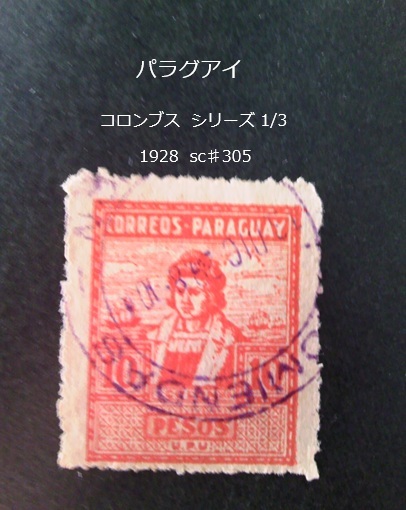 パラグアイ
コロンブス シリーズ 1/3
1928 sc♯305
CORREOS PARAGUAY
10 10
PESOS
U.P.U